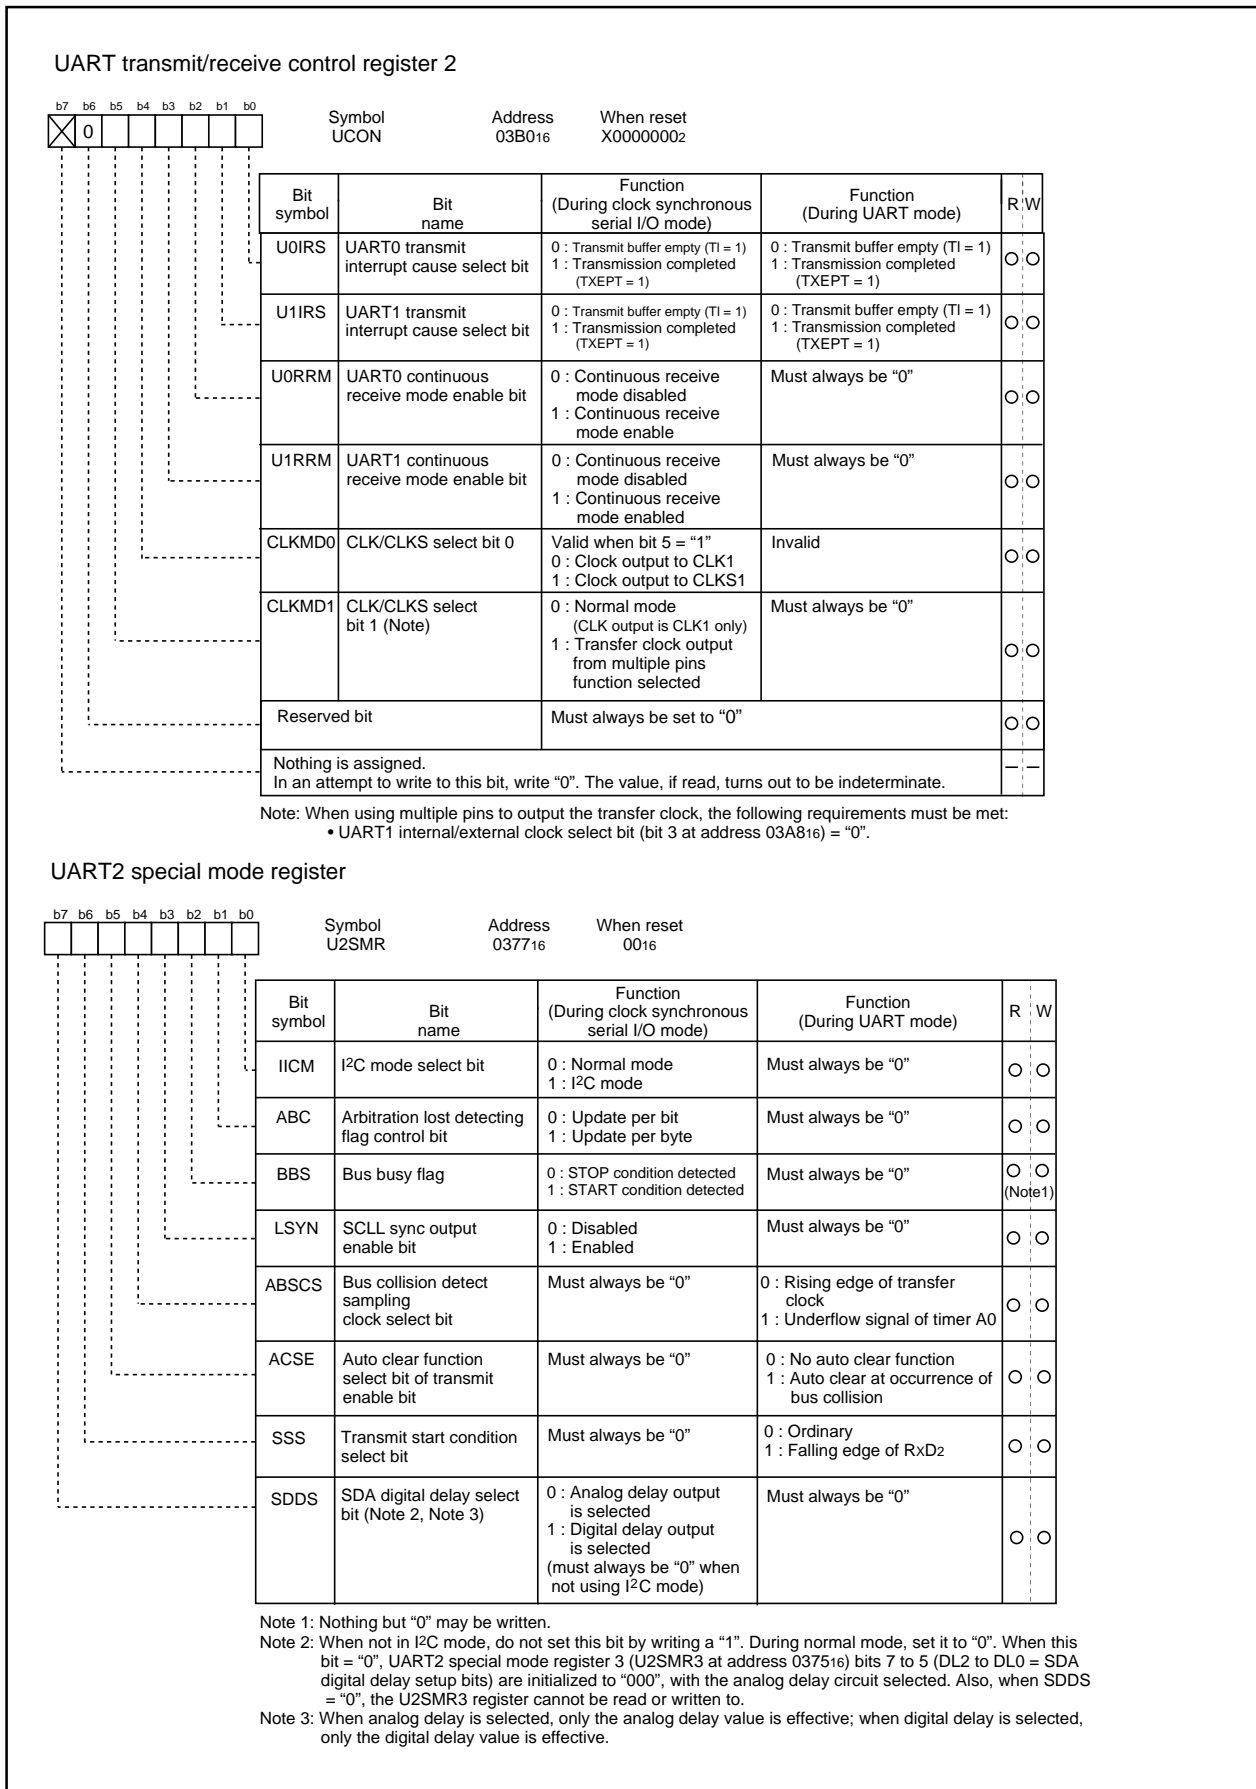 UART transmit/receive control register 2
b7 b6 b5 b4 b3 b2 b1 b0
Symbol Address When reset
UCON 03B016 X00000002
0
Bit symbol Bit name Function (During clock synchronous serial I/O mode) Function (During UART mode) R W
U0IRS UART0 transmit interrupt cause select bit
0 : Transmit buffer empty (TI = 1)
1 : Transmission completed
(TXEPT = 1)
0 : Transmit buffer empty (TI = 1)
1 : Transmission completed
(TXEPT = 1)
U1IRS UART1 transmit interrupt cause select bit
0 : Transmit buffer empty (TI = 1)
1 : Transmission completed
(TXEPT = 1)
0 : Transmit buffer empty (TI = 1)
1 : Transmission completed
(TXEPT = 1)
U0RRM UART0 continuous receive mode enable bit
0 : Continuous receive
mode disabled
1 : Continuous receive
mode enable
Must always be “0”
U1RRM UART1 continuous receive mode enable bit
0 : Continuous receive
mode disabled
1 : Continuous receive
mode enabled
Must always be “0”
CLKMD0 CLK/CLKS select bit 0
Valid when bit 5 = “1”
0 : Clock output to CLK1
1 : Clock output to CLKS1
Invalid
CLKMD1 CLK/CLKS select bit 1 (Note)
0 : Normal mode
(CLK output is CLK1 only)
1 : Transfer clock output
from multiple pins
function selected
Must always be “0”
Reserved bit Must always be set to “0”
Nothing is assigned.
In an attempt to write to this bit, write “0”. The value, if read, turns out to be indeterminate.
Note: When using multiple pins to output the transfer clock, the following requirements must be met:
• UART1 internal/external clock select bit (bit 3 at address 03A816) = “0”.
UART2 special mode register
b7 b6 b5 b4 b3 b2 b1 b0
Symbol Address When reset
U2SMR 037716 0016
Bit symbol Bit name Function (During clock synchronous serial I/O mode) Function (During UART mode) R W
IICM I2C mode select bit
0 : Normal mode
1 : I2C mode
Must always be “0”
ABC Arbitration lost detecting flag control bit
0 : Update per bit
1 : Update per byte
Must always be “0”
BBS Bus busy flag
0 : STOP condition detected
1 : START condition detected
Must always be “0”
(Note1)
LSYN SCLL sync output enable bit
0 : Disabled
1 : Enabled
Must always be “0”
ABSCS Bus collision detect sampling clock select bit
Must always be “0”
0 : Rising edge of transfer
clock
1 : Underflow signal of timer A0
ACSE Auto clear function select bit of transmit enable bit
Must always be “0”
0 : No auto clear function
1 : Auto clear at occurrence of
bus collision
SSS Transmit start condition select bit
Must always be “0”
0 : Ordinary
1 : Falling edge of RxD2
SDDS SDA digital delay select bit (Note 2, Note 3)
0 : Analog delay output
is selected
1 : Digital delay output
is selected
(must always be “0” when
not using I2C mode)
Must always be “0”
Note 1: Nothing but “0” may be written.
Note 2: When not in I2C mode, do not set this bit by writing a “1”. During normal mode, set it to “0”. When this
bit = “0”, UART2 special mode register 3 (U2SMR3 at address 037516) bits 7 to 5 (DL2 to DL0 = SDA
digital delay setup bits) are initialized to “000”, with the analog delay circuit selected. Also, when SDDS
= “0”, the U2SMR3 register cannot be read or written to.
Note 3: When analog delay is selected, only the analog delay value is effective; when digital delay is selected,
only the digital delay value is effective.